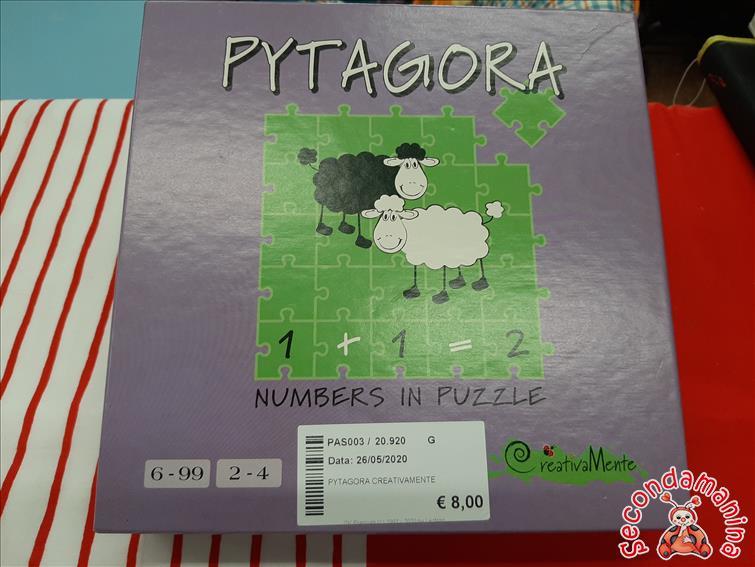 PYTAGORA
1 + 1 = 2
NUMBERS IN PUZZLE
6 - 99
2 - 4
PAS003 / 20.920 G
Data: 26/05/2020
PYTAGORA CREATIVAMENTE
€ 8,00
CreativaMente
secondamanina